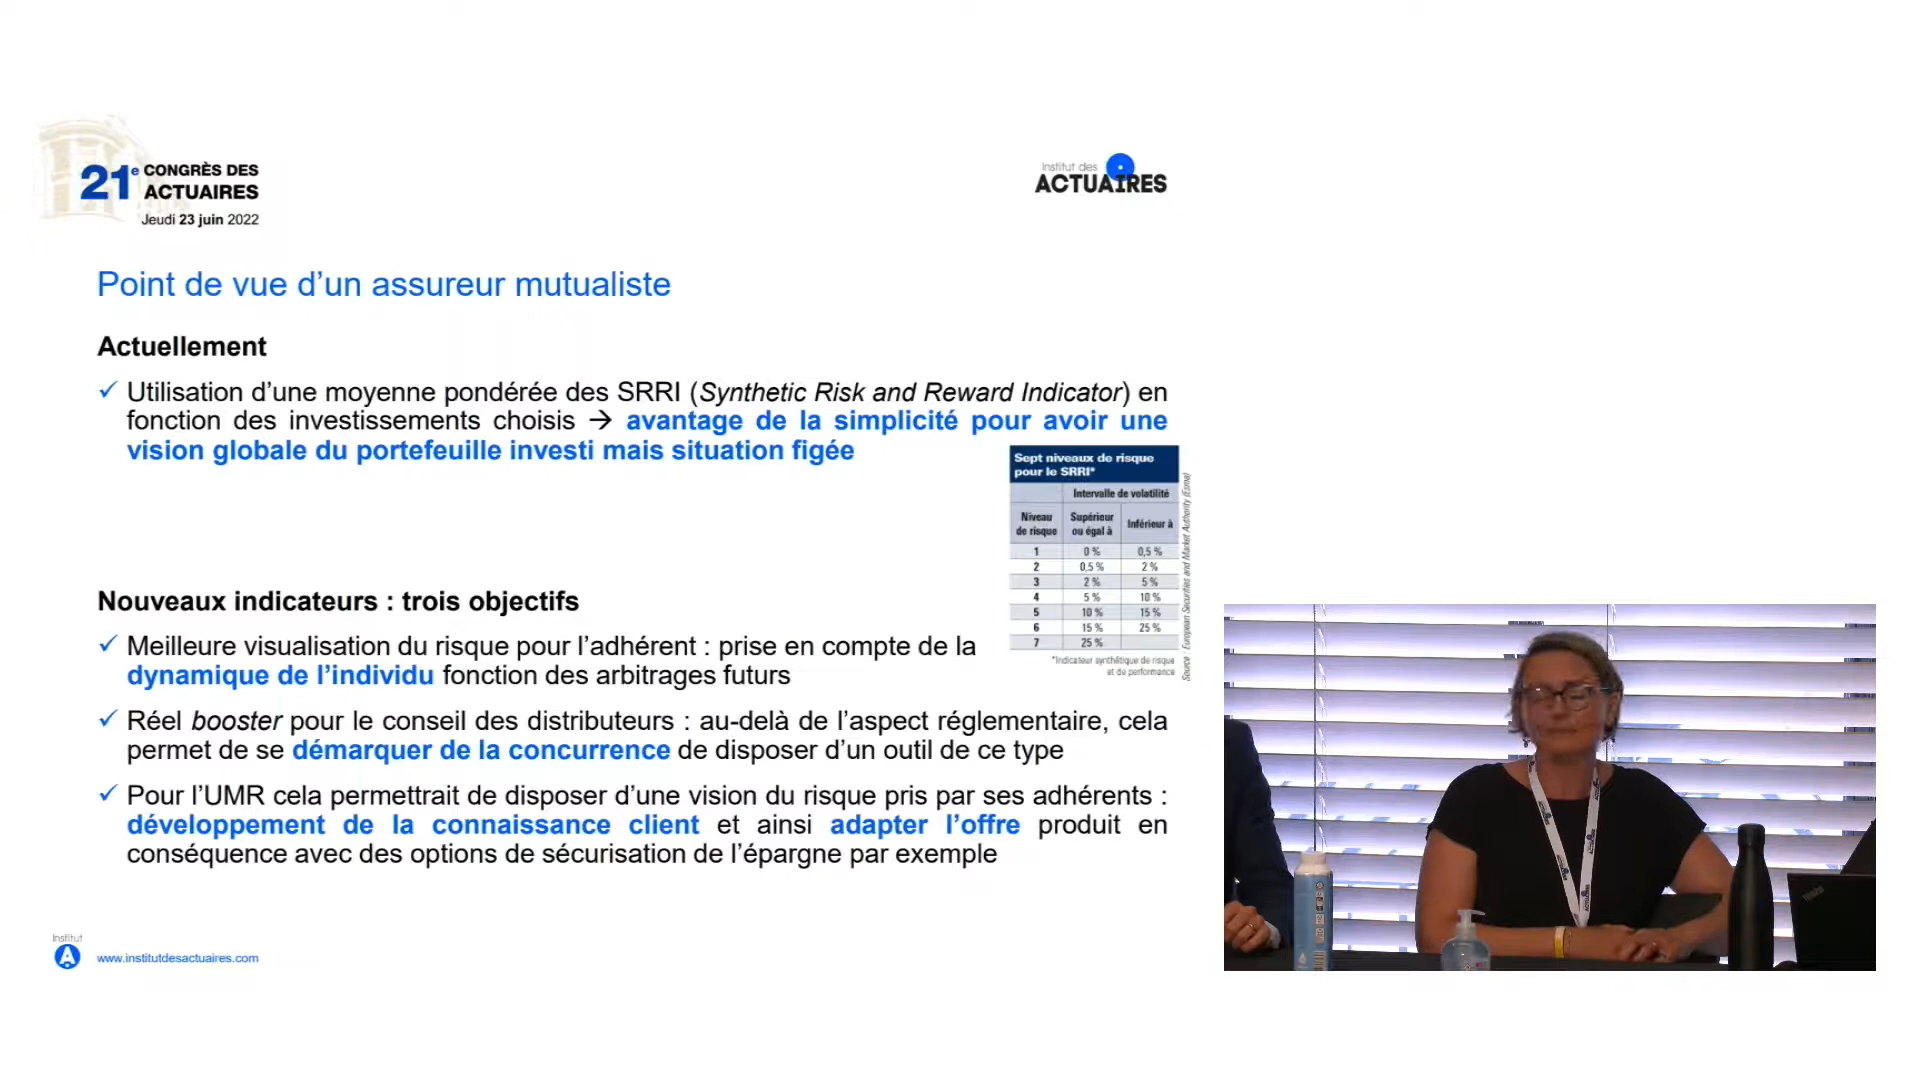 21e CONGRÈS DES
ACTUAIRES
Jeudi 23 juin 2022
Institut des
ACTUAIRES
Point de vue d’un assureur mutualiste
Actuellement
✓ Utilisation d’une moyenne pondérée des SRRI (Synthetic Risk and Reward Indicator) en
fonction des investissements choisis → avantage de la simplicité pour avoir une
vision globale du portefeuille investi mais situation figée
Sept niveaux de risque
pour le SRRI*
Intervalle de volatilité
Niveau de risque Supérieur ou égal à Inférieur à
1 0 % 0,5 %
2 0,5 % 2 %
3 2 % 5 %
4 5 % 10 %
5 10 % 15 %
6 15 % 25 %
7 25 %
*Indicateur synthétique de risque
et de performance
Source : European Securities and Market Authority (Esma)
Nouveaux indicateurs : trois objectifs
✓ Meilleure visualisation du risque pour l’adhérent : prise en compte de la
dynamique de l’individu fonction des arbitrages futurs
✓ Réel booster pour le conseil des distributeurs : au-delà de l’aspect réglementaire, cela
permet de se démarquer de la concurrence de disposer d’un outil de ce type
✓ Pour l’UMR cela permettrait de disposer d’une vision du risque pris par ses adhérents :
développement de la connaissance client et ainsi adapter l’offre produit en
conséquence avec des options de sécurisation de l’épargne par exemple
Institut
A
www.institutdesactuaires.com